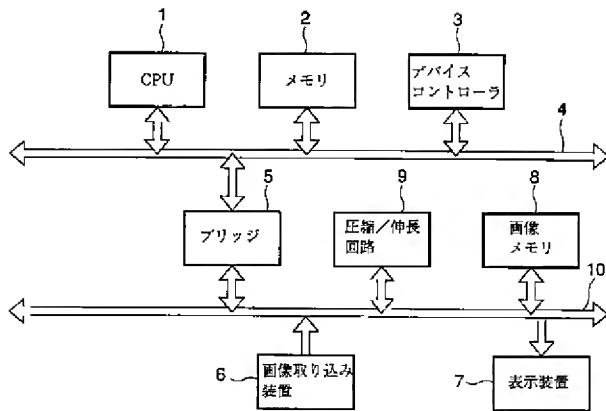 1
2
3
CPU
メモリ
デバイス
コントローラ
4
5
9
8
ブリッジ
圧縮/伸長
回路
画像
メモリ
10
6
画像取り込み
装置
7
表示装置